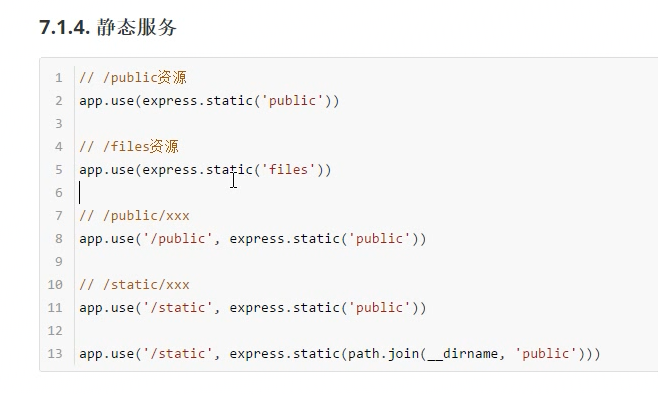 7.1.4. 静态服务
1 // /public资源
2 app.use(express.static('public'))
3
4 // /files资源
5 app.use(express.static('files'))
6
7 // /public/xxx
8 app.use('/public', express.static('public'))
9
10 // /static/xxx
11 app.use('/static', express.static('public'))
12
13 app.use('/static', express.static(path.join(__dirname, 'public')))